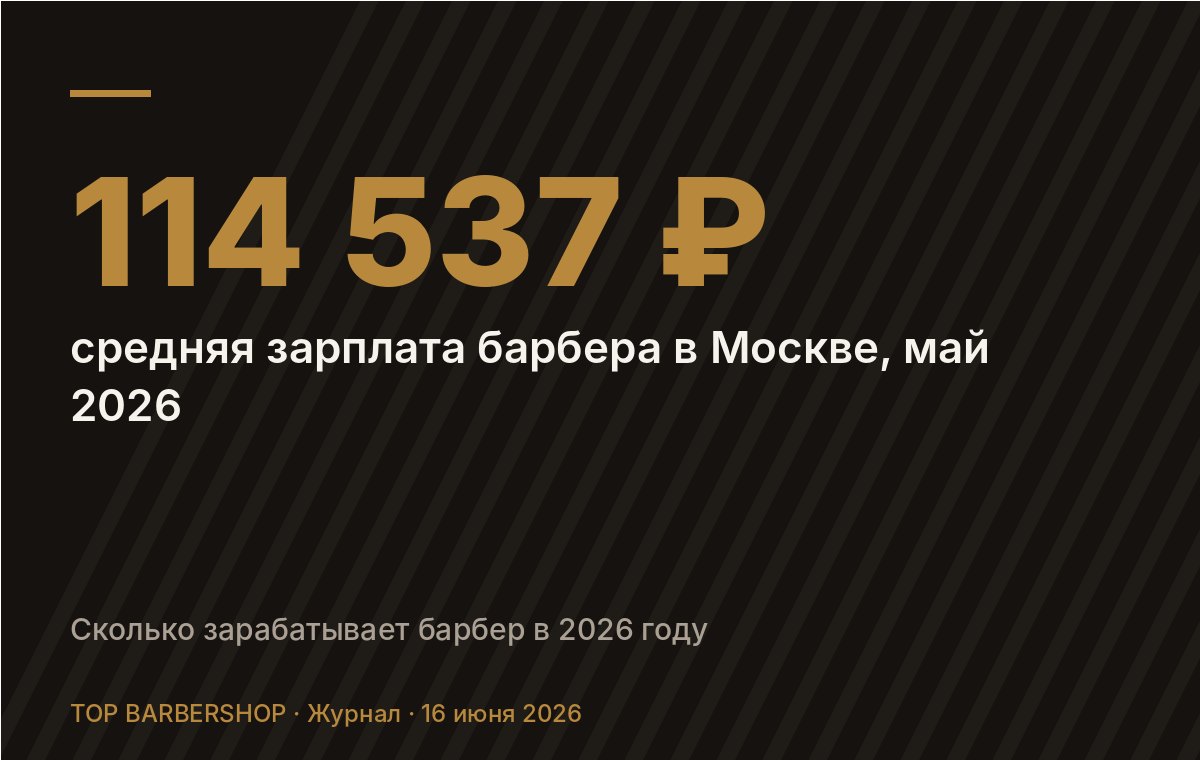 114 537 ₽
средняя зарплата барбера в Москве, май
2026
Сколько зарабатывает барбер в 2026 году
TOP BARBERSHOP · Журнал · 16 июня 2026